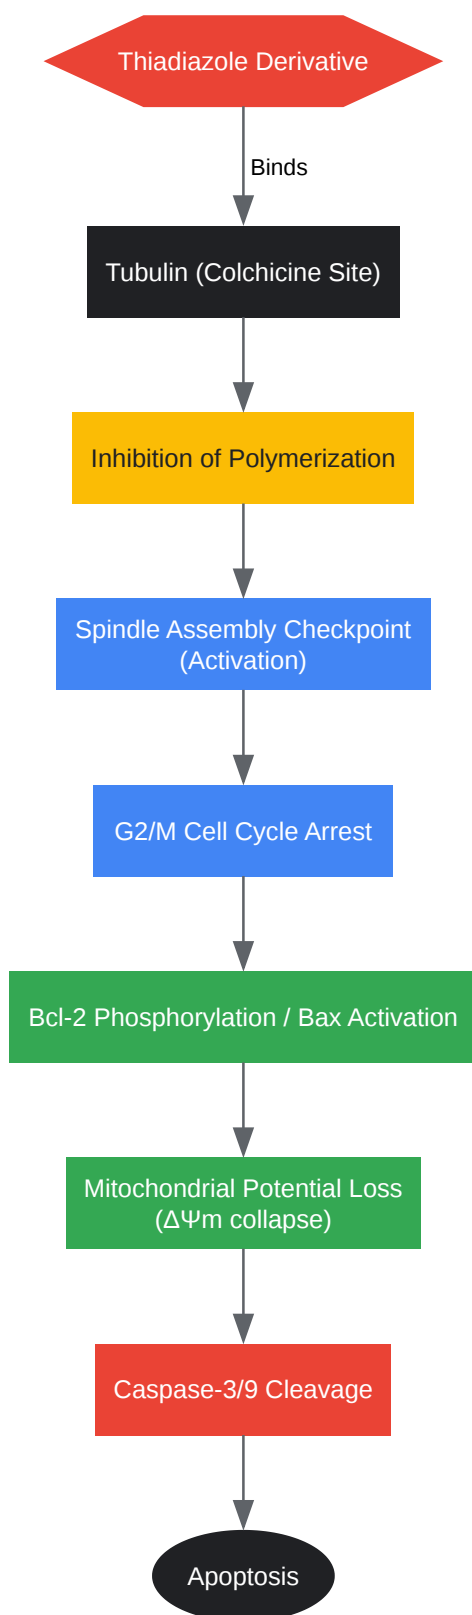 Thiadiazole Derivative
Binds
Tubulin (Colchicine Site)
Inhibition of Polymerization
Spindle Assembly Checkpoint
(Activation)
G2/M Cell Cycle Arrest
Bcl-2 Phosphorylation / Bax Activation
Mitochondrial Potential Loss
(ΔΨm collapse)
Caspase-3/9 Cleavage
Apoptosis